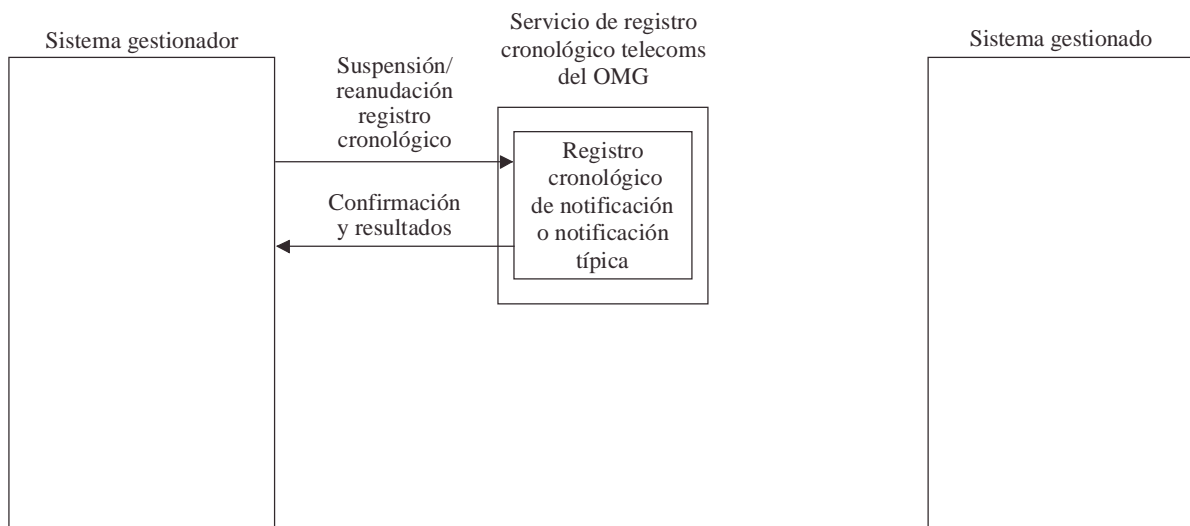 Sistema gestionador
Servicio de registro
cronológico telecoms
del OMG
Sistema gestionado
Suspensión/
reanudación
registro
cronológico
Confirmación
y resultados
Registro
cronológico
de notificación
o notificación
típica